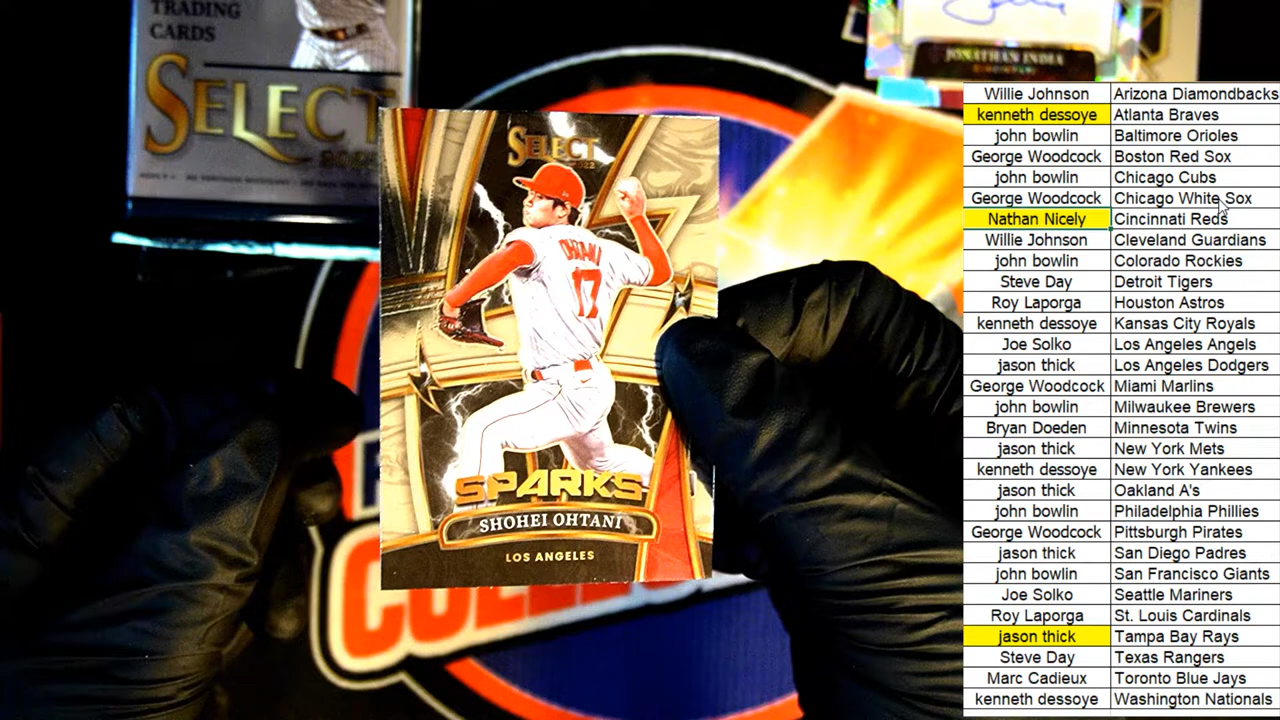 TRADING
CARDS
SELECT
JONATHAN INDIA
CINCINNATI
SELECT
2022
OHTANI
17
SPARKS
SHOHEI OHTANI
LOS ANGELES
Willie Johnson Arizona Diamondbacks
kenneth dessoye Atlanta Braves
john bowlin Baltimore Orioles
George Woodcock Boston Red Sox
john bowlin Chicago Cubs
George Woodcock Chicago White Sox
Nathan Nicely Cincinnati Reds
Willie Johnson Cleveland Guardians
john bowlin Colorado Rockies
Steve Day Detroit Tigers
Roy Laporga Houston Astros
kenneth dessoye Kansas City Royals
Joe Solko Los Angeles Angels
jason thick Los Angeles Dodgers
George Woodcock Miami Marlins
john bowlin Milwaukee Brewers
Bryan Doeden Minnesota Twins
jason thick New York Mets
kenneth dessoye New York Yankees
jason thick Oakland A's
john bowlin Philadelphia Phillies
George Woodcock Pittsburgh Pirates
jason thick San Diego Padres
john bowlin San Francisco Giants
Joe Solko Seattle Mariners
Roy Laporga St. Louis Cardinals
jason thick Tampa Bay Rays
Steve Day Texas Rangers
Marc Cadieux Toronto Blue Jays
kenneth dessoye Washington Nationals